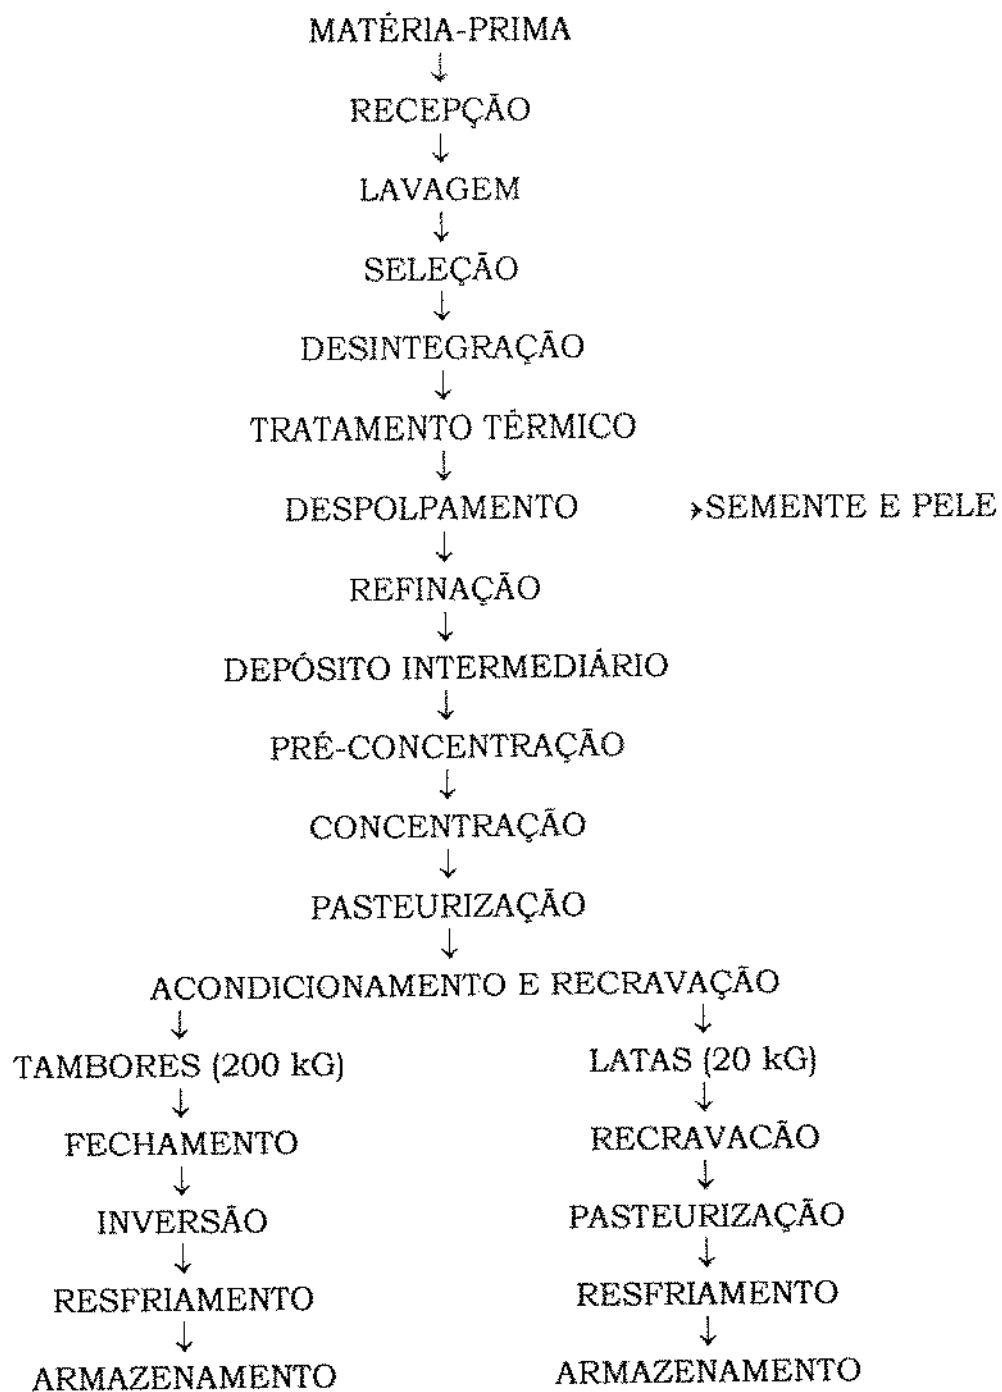 MATÉRIA-PRIMA
↓
RECEPÇÃO
↓
LAVAGEM
↓
SELEÇÃO
↓
DESINTEGRAÇÃO
↓
TRATAMENTO TÉRMICO
↓
DESPOLPAMENTO →SEMENTE E PELE
↓
REFINAÇÃO
↓
DEPÓSITO INTERMEDIÁRIO
↓
PRÉ-CONCENTRAÇÃO
↓
CONCENTRAÇÃO
↓
PASTEURIZAÇÃO
↓
ACONDICIONAMENTO E RECRAVAÇÃO
↓ ↓
TAMBORES (200 kG) LATAS (20 kG)
↓ ↓
FECHAMENTO RECRAVACÃO
↓ ↓
INVERSÃO PASTEURIZAÇÃO
↓ ↓
RESFRIAMENTO RESFRIAMENTO
↓ ↓
ARMAZENAMENTO ARMAZENAMENTO